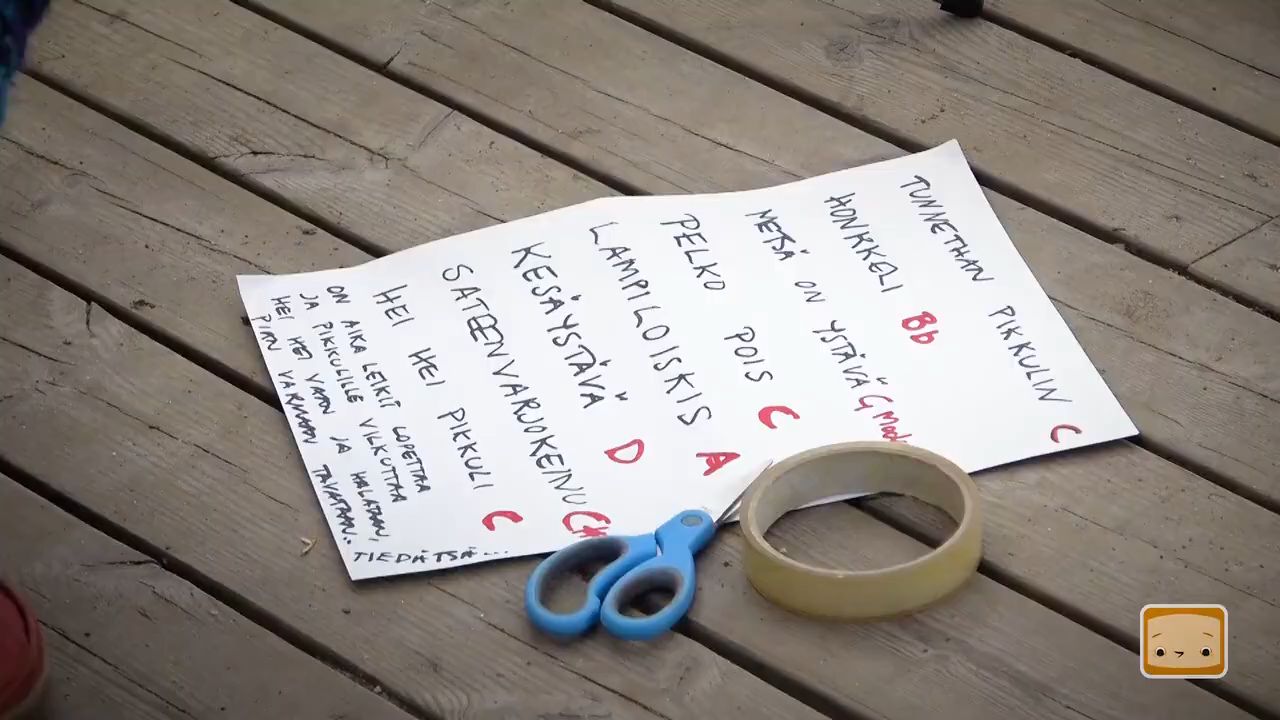 TUNNETHAN PIKKULIN C
HONKKELI Bb
METSÄ ON YSTÄVÄ G
PELKO POIS C
LAMPILOISKIS A
KESÄYSTÄVÄ D
SATEENVARJOKEINU
HEI HEI PIKKULI C
ON AIKA LEIKIT LOPETTAA
JA PIKKULILLE VILKUTTAA
HEI HEI VAAN JA HALATAAN,
PIAN VARMAAN TAVATAAN.
TIEDÄTSÄ...